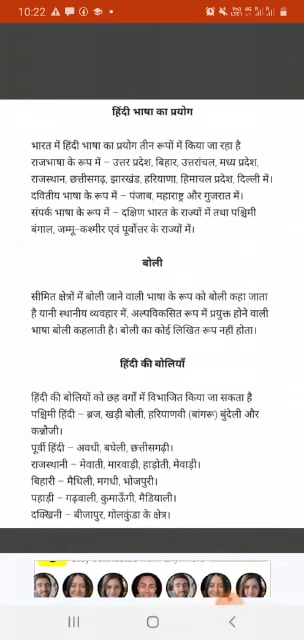 10:22
हिंदी भाषा का प्रयोग
भारत में हिंदी भाषा का प्रयोग तीन रूपों में किया जा रहा है
राजभाषा के रूप में – उत्तर प्रदेश, बिहार, उत्तरांचल, मध्य प्रदेश,
राजस्थान, छत्तीसगढ़, झारखंड, हरियाणा, हिमाचल प्रदेश, दिल्ली में।
दवितीय भाषा के रूप में – पंजाब, महाराष्ट्र और गुजरात में।
संपर्क भाषा के रूप में – दक्षिण भारत के राज्यों में तथा पश्चिमी
बंगाल, जम्मू-कश्मीर एवं पूर्वोत्तर के राज्यों में।
बोली
सीमित क्षेत्रों में बोली जाने वाली भाषा के रूप को बोली कहा जाता
है यानी स्थानीय व्यवहार में, अल्पविकसित रूप में प्रयुक्त होने वाली
भाषा बोली कहलाती है। बोली का कोई लिखित रूप नहीं होता।
हिंदी की बोलियाँ
हिंदी की बोलियों को छह वर्गों में विभाजित किया जा सकता है
पश्चिमी हिंदी – ब्रज, खड़ी बोली, हरियाणवी (बांगरू) बुंदेली और
कन्नौजी।
पूर्वी हिंदी – अवधी, बघेली, छत्तीसगढ़ी।
राजस्थानी – मेवाती, मारवाड़ी, हाड़ोती, मेवाड़ी।
बिहारी – मैथिली, मगधी, भोजपुरी।
पहाड़ी – गढ़वाली, कुमाऊँगी, मैडियाली।
दक्खिनी – बीजापुर, गोलकुंडा के क्षेत्र।